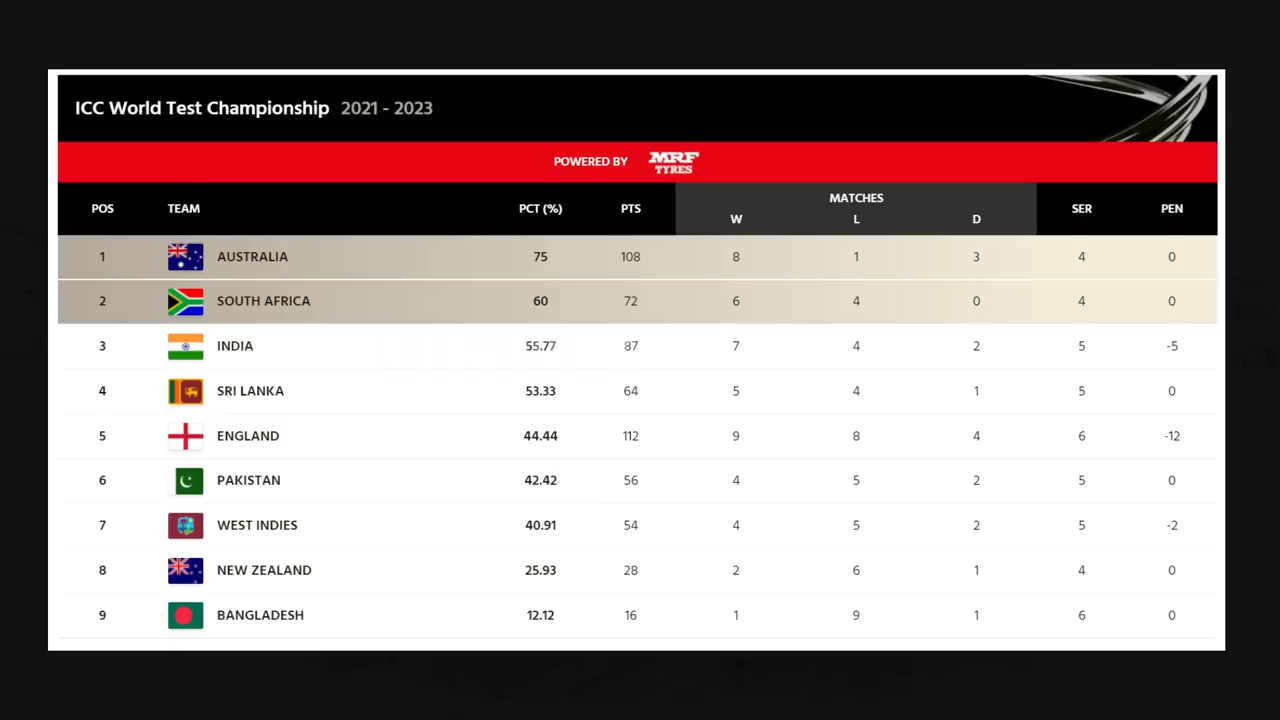 ICC World Test Championship 2021 - 2023
POWERED BY MRF TYRES
POS TEAM PCT (%) PTS MATCHES W L D SER PEN
1 AUSTRALIA 75 108 8 1 3 4 0
2 SOUTH AFRICA 60 72 6 4 0 4 0
3 INDIA 55.77 87 7 4 2 5 -5
4 SRI LANKA 53.33 64 5 4 1 5 0
5 ENGLAND 44.44 112 9 8 4 6 -12
6 PAKISTAN 42.42 56 4 5 2 5 0
7 WEST INDIES 40.91 54 4 5 2 5 -2
8 NEW ZEALAND 25.93 28 2 6 1 4 0
9 BANGLADESH 12.12 16 1 9 1 6 0